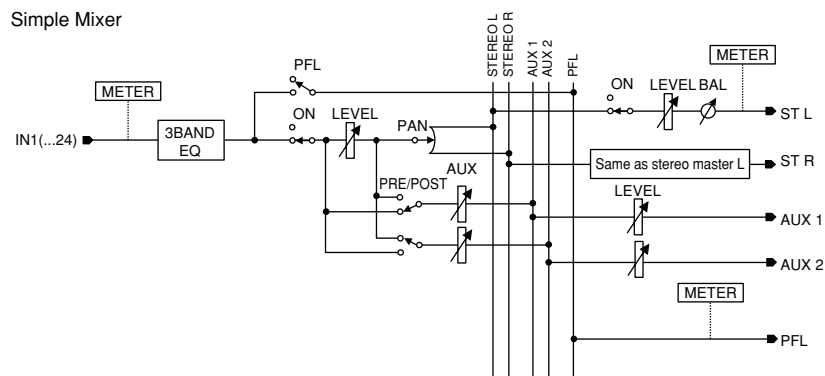 Simple Mixer
STEREO L
STEREO R
AUX 1
AUX 2
PFL
METER
PFL
METER
ON
LEVEL
BAL
ST L
IN1(...24)
3BAND
EQ
ON
LEVEL
PAN
Same as stereo master L
ST R
PRE/POST
AUX
LEVEL
AUX 1
AUX 2
METER
PFL